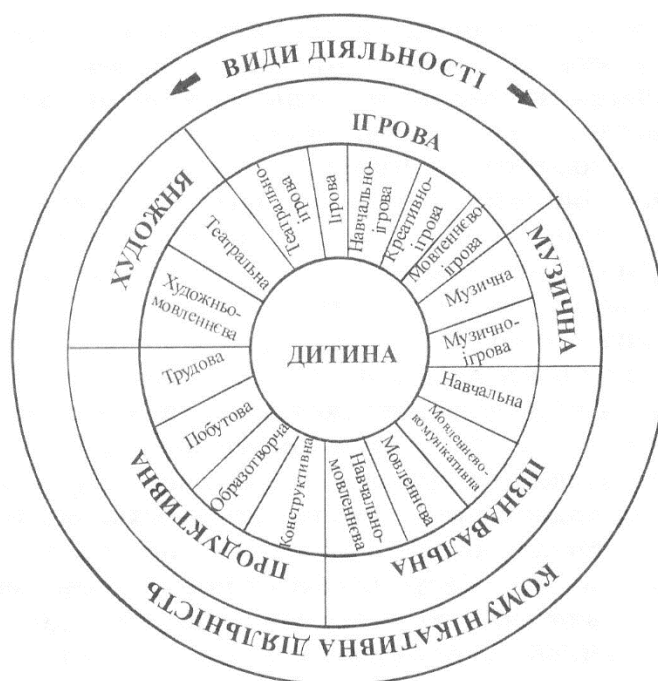 ВИДИ ДІЯЛЬНОСТІ
ІГРОВА
Театрально-
ігрова
Ігрова
Навчально-
ігрова
Креативно-
ігрова
Мовленнєво-
ігрова
МУЗИЧНА
Музична
Музично-
ігрова
ПІЗНАВАЛЬНА
Навчальна
Мовленнєво-
комунікативна
Мовленнєва
Навчально-
мовленнєва
ПРОДУКТИВНА
Конструктивна
Образотворча
Побутова
Трудова
ХУДОЖНЯ
Художньо-
мовленнєва
Театральна
ДИТИНА
КОМУНІКАТИВНА ДІЯЛЬНІСТЬ